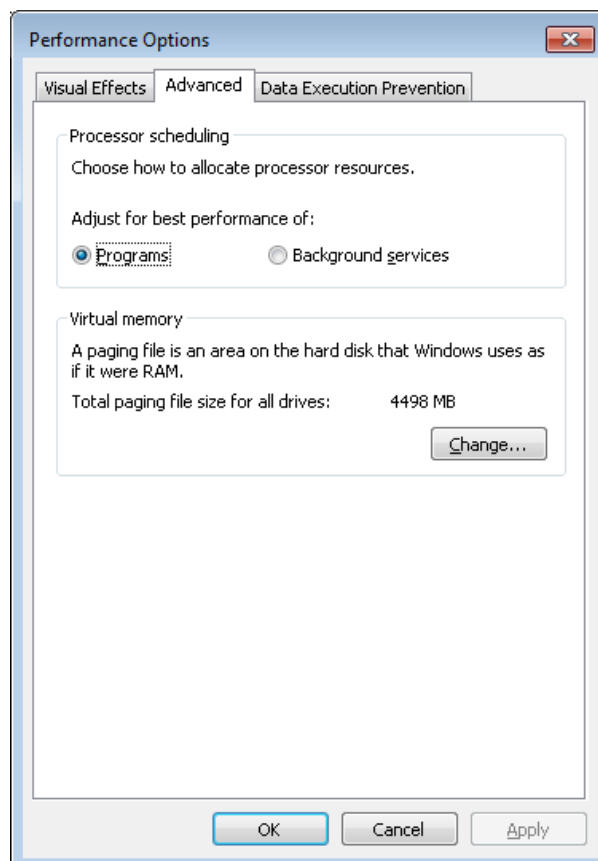 Performance Options
Visual Effects Advanced Data Execution Prevention
Processor scheduling
Choose how to allocate processor resources.
Adjust for best performance of:
Programs Background services
Virtual memory
A paging file is an area on the hard disk that Windows uses as
if it were RAM.
Total paging file size for all drives: 4498 MB
Change...
OK Cancel Apply